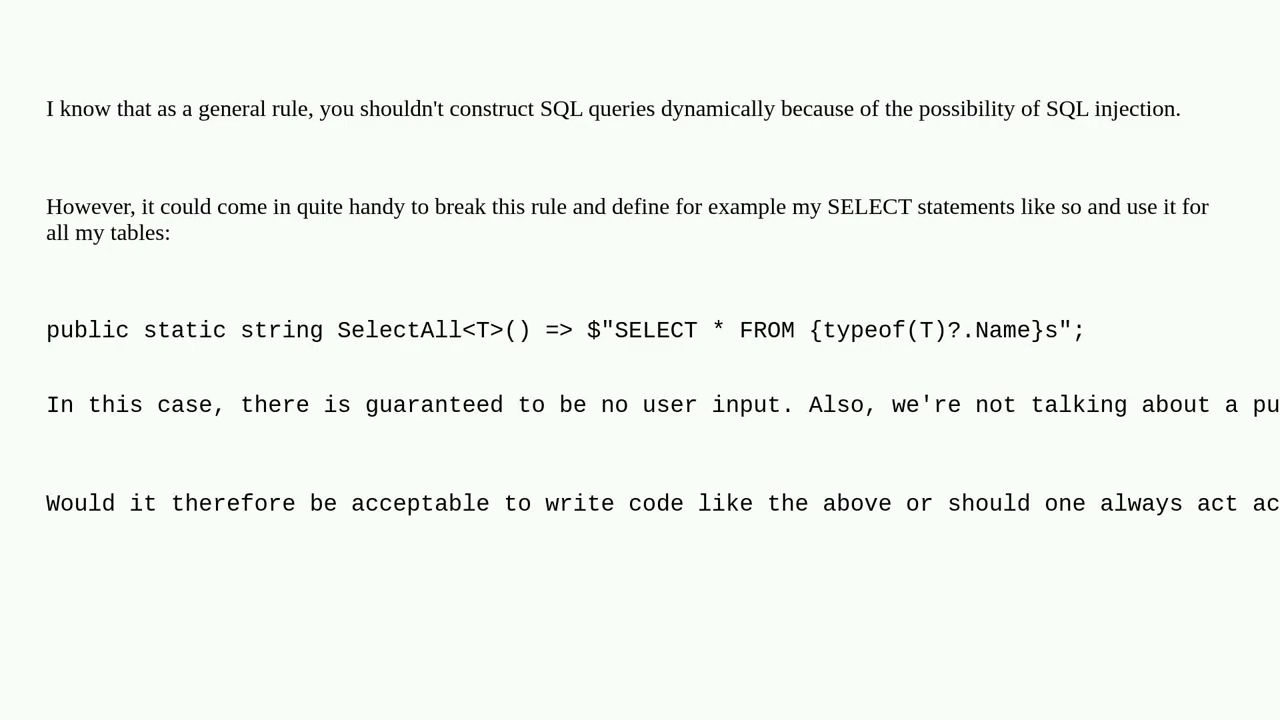 I know that as a general rule, you shouldn't construct SQL queries dynamically because of the possibility of SQL injection.
However, it could come in quite handy to break this rule and define for example my SELECT statements like so and use it for
all my tables:
public static string SelectAll<T>() => $"SELECT * FROM {typeof(T)?.Name}s";
In this case, there is guaranteed to be no user input. Also, we're not talking about a
Would it therefore be acceptable to write code like the above or should one always act